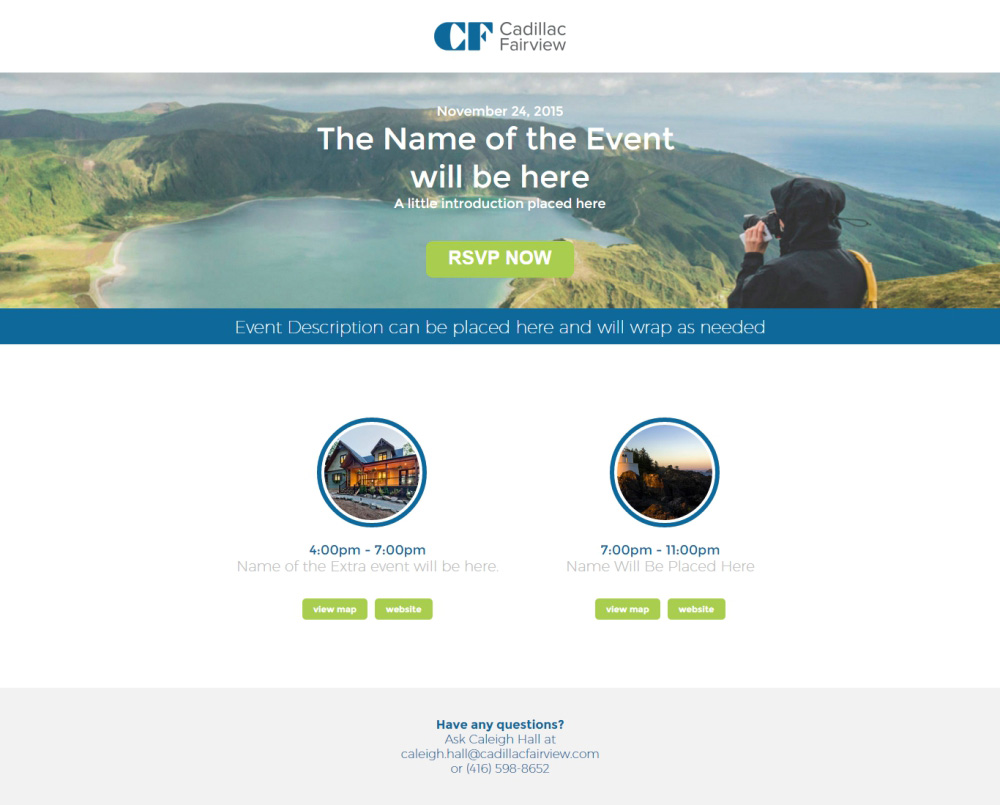 CF Cadillac
Fairview
November 24, 2015
The Name of the Event
will be here
A little introduction placed here
RSVP NOW
Event Description can be placed here and will wrap as needed
4:00pm - 7:00pm
Name of the Extra event will be here.
view map website
7:00pm - 11:00pm
Name Will Be Placed Here
view map website
Have any questions?
Ask Caleigh Hall at
caleigh.hall@cadillacfairview.com
or (416) 598-8652